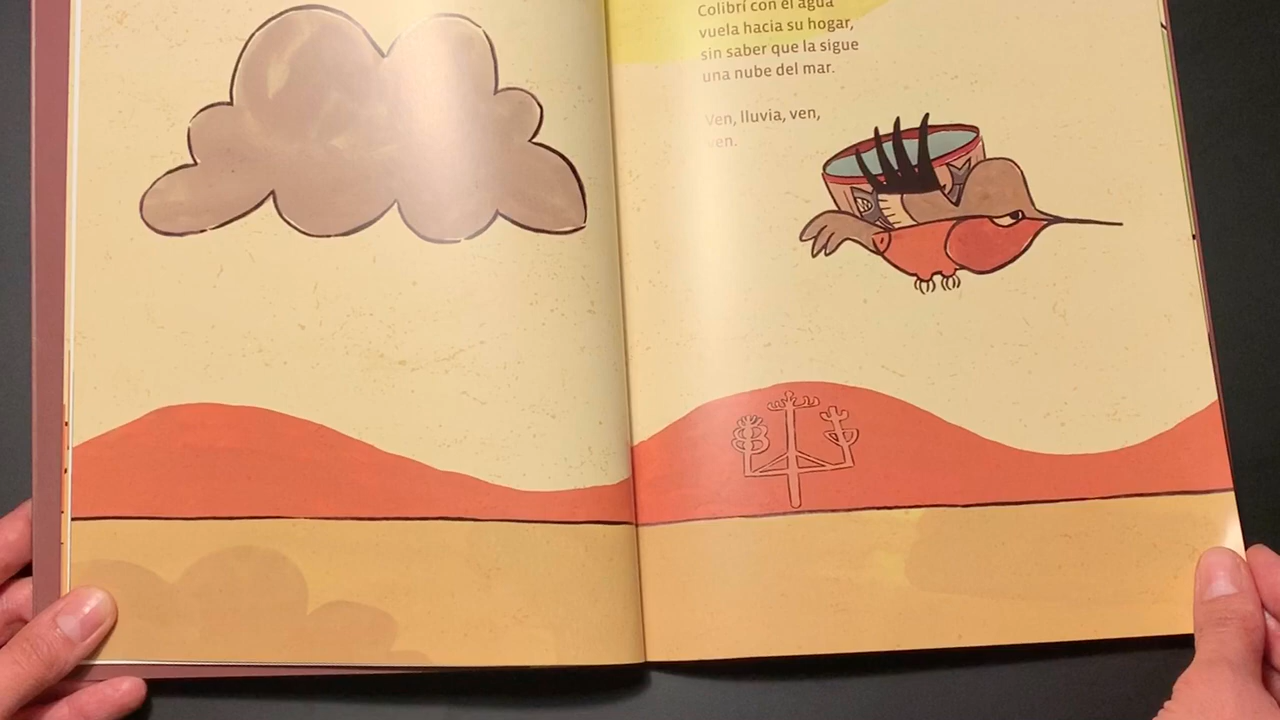 Colibrí con el agua
vuela hacia su hogar,
sin saber que la sigue
una nube del mar.
Ven, lluvia, ven,
ven.